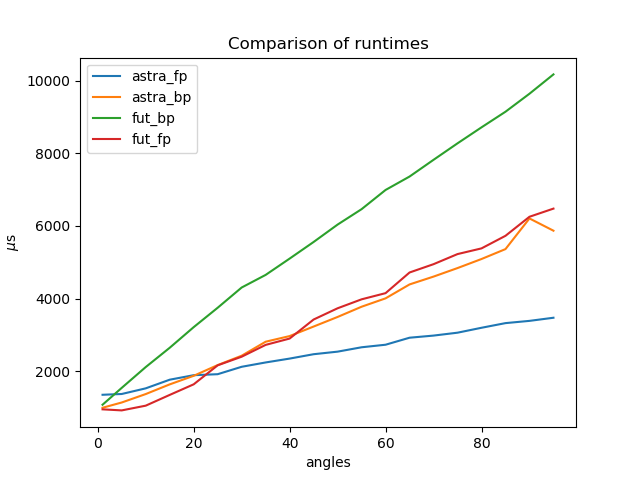 Comparison of runtimes
astra_fp
astra_bp
fut_bp
fut_fp
10000
8000
6000
4000
2000
μs
0 20 40 60 80
angles